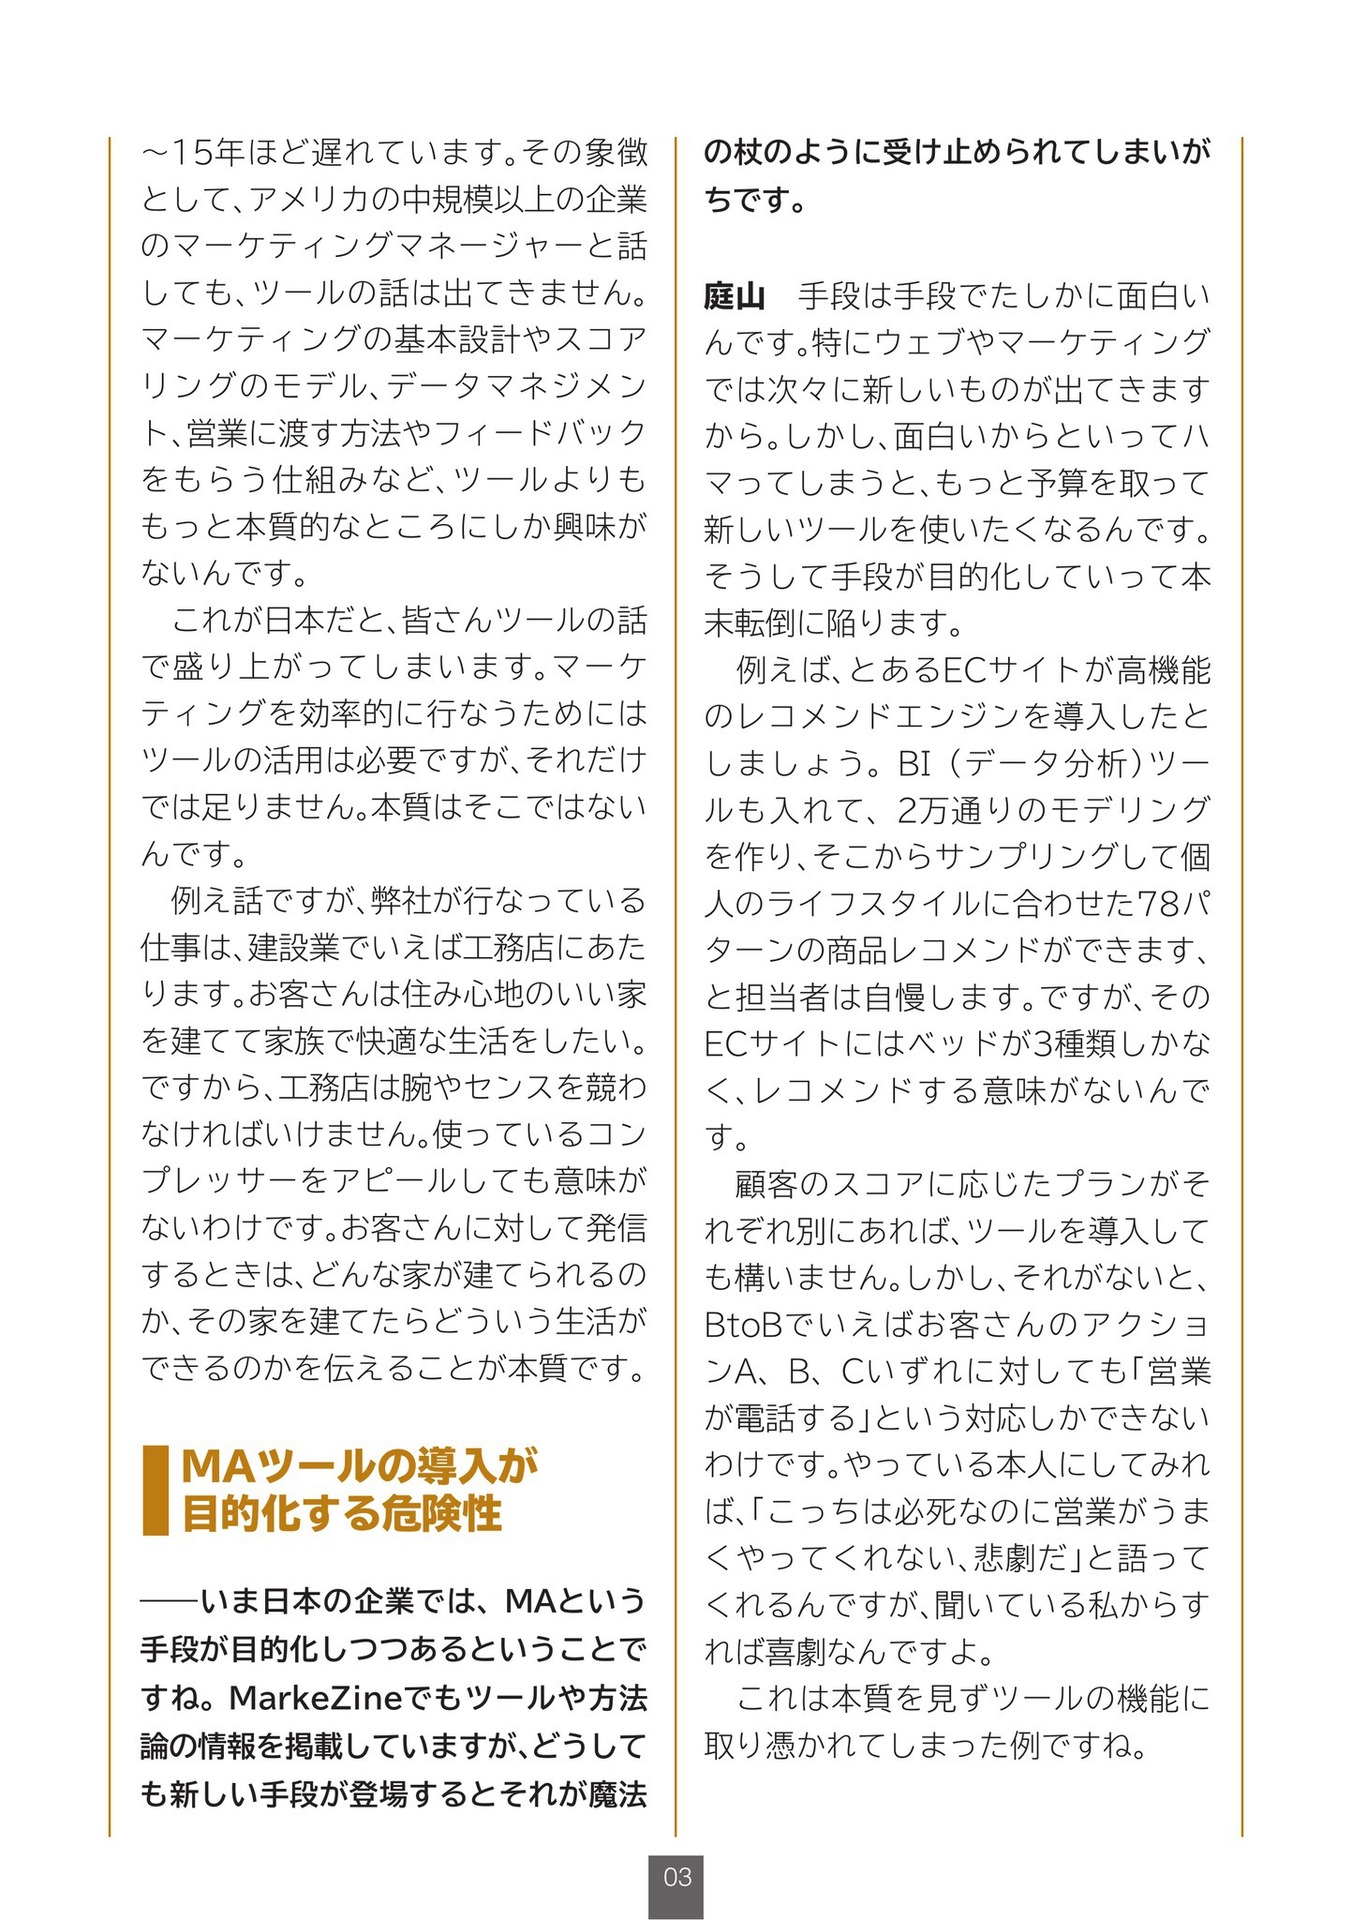 ～15年ほど遅れています。その象徴
として、アメリカの中規模以上の企業
のマーケティングマネージャーと話
しても、ツールの話は出てきません。
マーケティングの基本設計やスコア
リングのモデル、データマネジメン
ト、営業に渡す方法やフィードバック
をもらう仕組みなど、ツールよりも
もっと本質的なところにしか興味が
ないんです。
　これが日本だと、皆さんツールの話
で盛り上がってしまいます。マーケ
ティングを効率的に行なうためには
ツールの活用は必要ですが、それだけ
では足りません。本質はそこではない
んです。
　例え話ですが、弊社が行なっている
仕事は、建設業でいえば工務店にあた
ります。お客さんは住み心地のいい家
を建てて家族で快適な生活をしたい。
ですから、工務店は腕やセンスを競わ
なければいけません。使っているコン
プレッサーをアピールしても意味が
ないわけです。お客さんに対して発信
するときは、どんな家が建てられるの
か、その家を建てたらどういう生活が
できるのかを伝えることが本質です。
MAツールの導入が
目的化する危険性
――いま日本の企業では、MAという
手段が目的化しつつあるということで
すね。MarkeZineでもツールや方法
論の情報を掲載していますが、どうして
も新しい手段が登場するとそれが魔法
の杖のように受け止められてしまいが
ちです。
庭山　手段は手段でたしかに面白い
んです。特にウェブやマーケティング
では次々に新しいものが出てきます
から。しかし、面白いからといってハ
マってしまうと、もっと予算を取って
新しいツールを使いたくなるんです。
そうして手段が目的化していって本
末転倒に陥ります。
　例えば、とあるECサイトが高機能
のレコメンドエンジンを導入したと
しましょう。BI（データ分析）ツー
ルも入れて、2万通りのモデリング
を作り、そこからサンプリングして個
人のライフスタイルに合わせた78パ
ターンの商品レコメンドができます、
と担当者は自慢します。ですが、その
ECサイトにはベッドが3種類しかな
く、レコメンドする意味がないんで
す。
　顧客のスコアに応じたプランがそ
れぞれ別にあれば、ツールを導入して
も構いません。しかし、それがないと、
BtoBでいえばお客さんのアクショ
ンA、B、Cいずれに対しても「営業
が電話する」という対応しかできない
わけです。やっている本人にしてみれ
ば、「こっちは必死なのに営業がうま
くやってくれない、悲劇だ」と語って
くれるんですが、聞いている私からす
れば喜劇なんですよ。
　これは本質を見ずツールの機能に
取り憑かれてしまった例ですね。
03